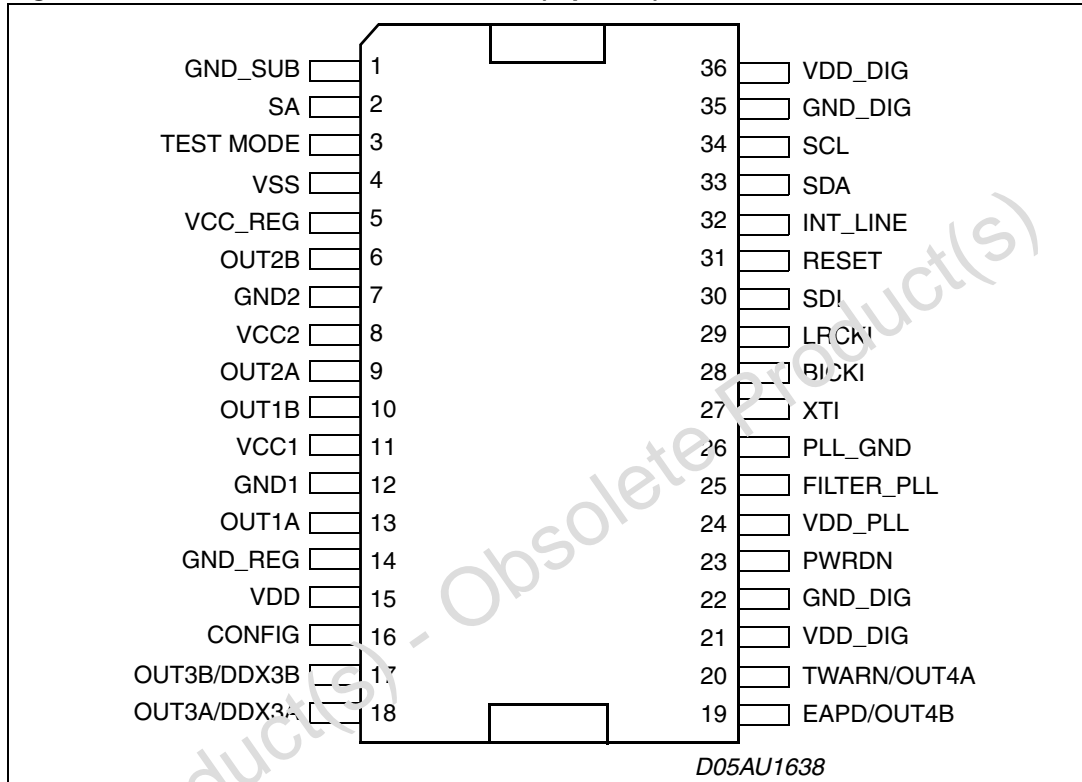 GND_SUB 1
SA 2
TEST MODE 3
VSS 4
VCC_REG 5
OUT2B 6
GND2 7
VCC2 8
OUT2A 9
OUT1B 10
VCC1 11
GND1 12
OUT1A 13
GND_REG 14
VDD 15
CONFIG 16
OUT3B/DDX3B 17
OUT3A/DDX3A 18
36 VDD_DIG
35 GND_DIG
34 SCL
33 SDA
32 INT_LINE
31 RESET
30 SDI
29 LRCKI
28 BICKI
27 XTI
26 PLL_GND
25 FILTER_PLL
24 VDD_PLL
23 PWRDN
22 GND_DIG
21 VDD_DIG
20 TWARN/OUT4A
19 EAPD/OUT4B
D05AU1638
duct(s) - Obsolete Product(s)